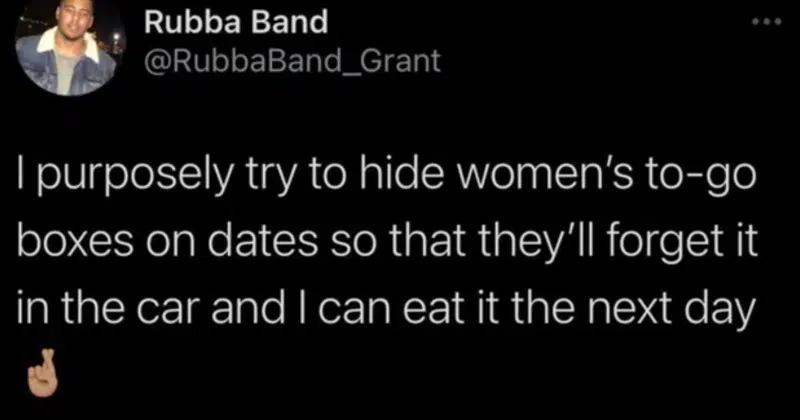 Rubba Band
@RubbaBand_Grant
I purposely try to hide women’s to-go
boxes on dates so that they’ll forget it
in the car and I can eat it the next day
🤞🏽